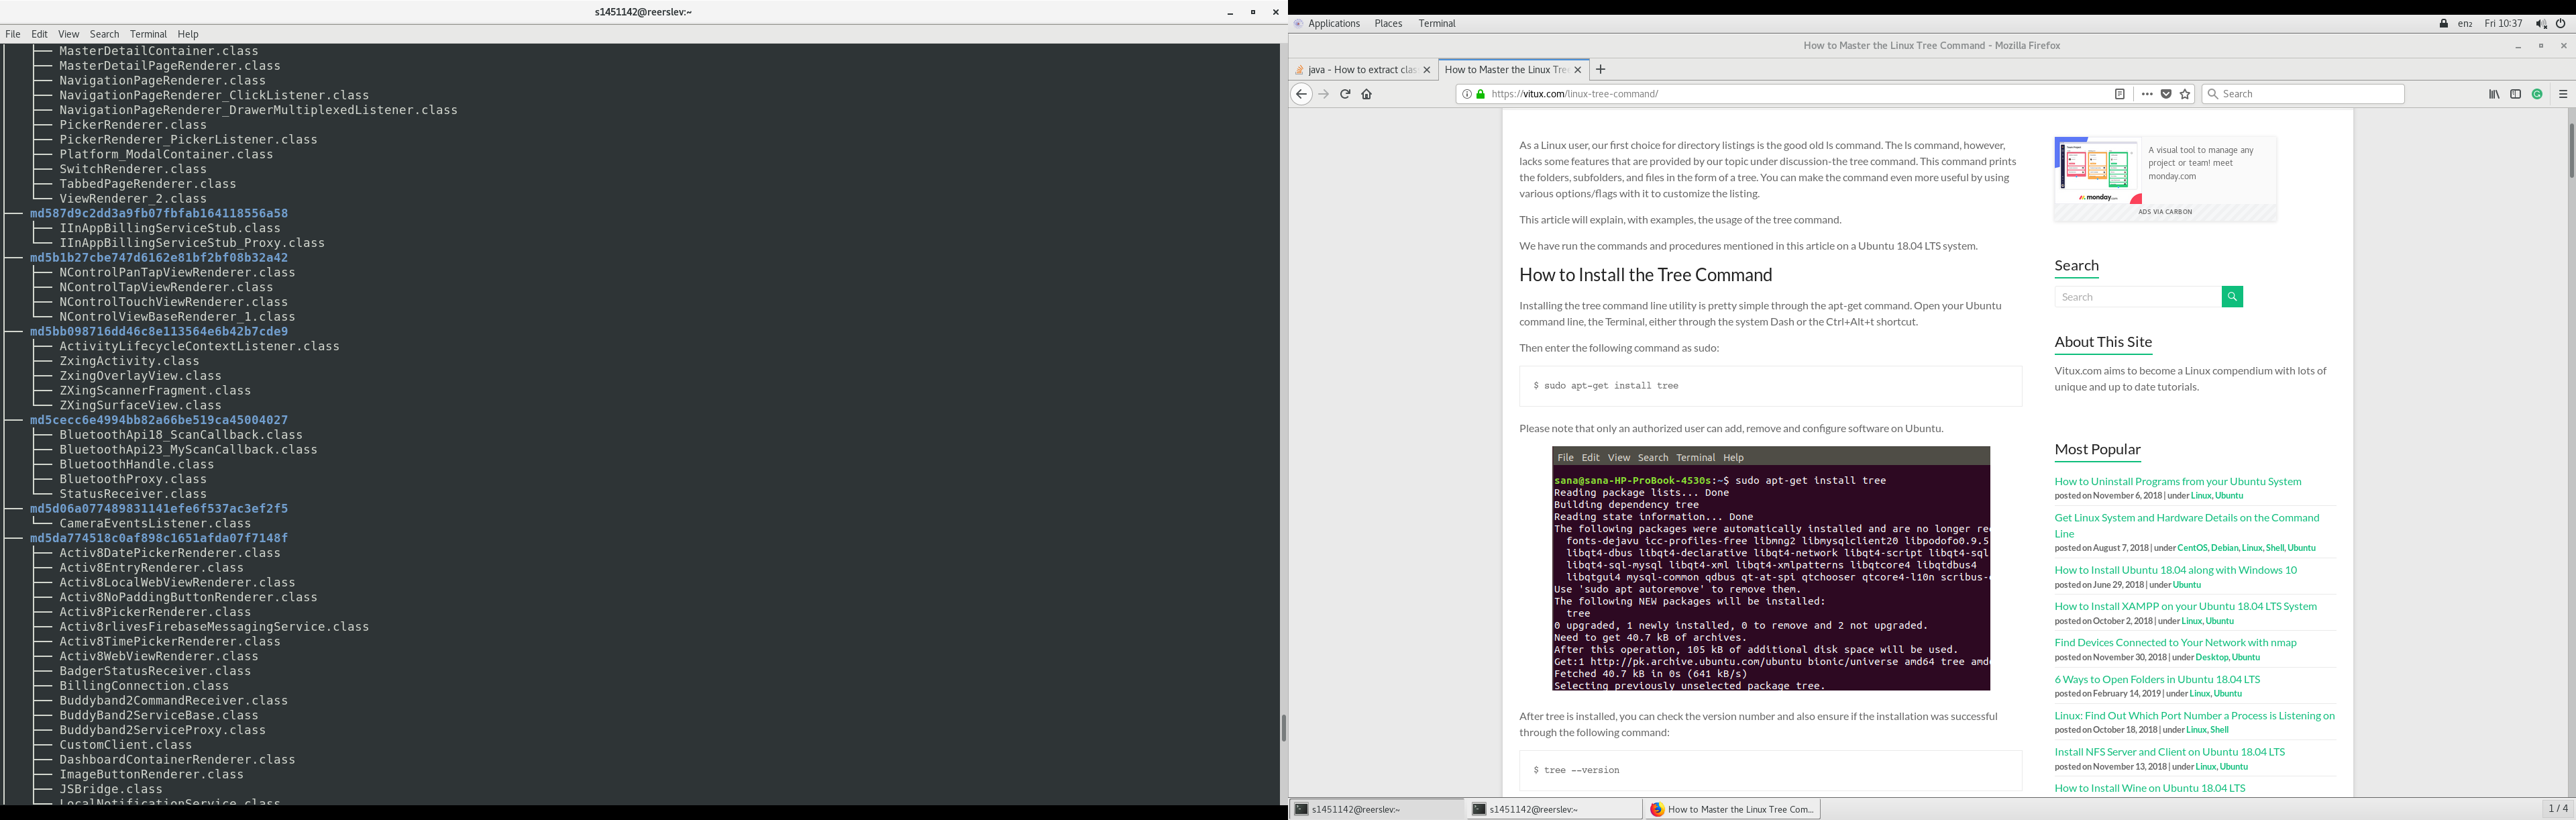 s1451142@reerslev:~
File Edit View Search Terminal Help
├── MasterDetailContainer.class
├── MasterDetailPageRenderer.class
├── NavigationPageRenderer.class
├── NavigationPageRenderer_ClickListener.class
├── NavigationPageRenderer_DrawerMultiplexedListener.class
├── PickerRenderer.class
├── PickerRenderer_PickerListener.class
├── Platform_ModalContainer.class
├── SwitchRenderer.class
├── TabbedPageRenderer.class
└── ViewRenderer_2.class
├── md587d9c2dd3a9fb07fbfab164118556a58
├── IInAppBillingServiceStub.class
└── IInAppBillingServiceStub_Proxy.class
├── md5b1b27cbe747d6162e81bf2bf08b32a42
├── NControlPanTapViewRenderer.class
├── NControlTapViewRenderer.class
├── NControlTouchViewRenderer.class
└── NControlViewBaseRenderer_1.class
├── md5bb098716dd46c8e113564e6b42b7cde9
├── ActivityLifecycleContextListener.class
├── ZxingActivity.class
├── ZxingOverlayView.class
├── ZXingScannerFragment.class
└── ZXingSurfaceView.class
├── md5cecc6e4994bb82a66be519ca45004027
├── BluetoothApi18_ScanCallback.class
├── BluetoothApi23_MyScanCallback.class
├── BluetoothHandle.class
├── BluetoothProxy.class
└── StatusReceiver.class
├── md5d06a077489831141efe6f537ac3ef2f5
└── CameraEventsListener.class
├── md5da774518c0af898c1651afda07f7148f
├── Activ8DatePickerRenderer.class
├── Activ8EntryRenderer.class
├── Activ8LocalWebViewRenderer.class
├── Activ8NoPaddingButtonRenderer.class
├── Activ8PickerRenderer.class
├── Activ8rlivesFirebaseMessagingService.class
├── Activ8TimePickerRenderer.class
├── Activ8WebViewRenderer.class
├── BadgerStatusReceiver.class
├── BillingConnection.class
├── Buddyband2CommandReceiver.class
├── BuddyBand2ServiceBase.class
├── Buddyband2ServiceProxy.class
├── CustomClient.class
├── DashboardContainerRenderer.class
├── ImageButtonRenderer.class
├── JSBridge.class
├── LocalNotificationService.class
Applications Places Terminal
en2 Fri 10:37
How to Master the Linux Tree Command - Mozilla Firefox
java - How to extract clas
How to Master the Linux Tree
https://vitux.com/linux-tree-command/
Search
As a Linux user, our first choice for directory listings is the good old ls command. The ls command, however,
lacks some features that are provided by our topic under discussion-the tree command. This command prints
the folders, subfolders, and files in the form of a tree. You can make the command even more useful by using
various options/flags with it to customize the listing.
This article will explain, with examples, the usage of the tree command.
We have run the commands and procedures mentioned in this article on a Ubuntu 18.04 LTS system.
How to Install the Tree Command
Installing the tree command line utility is pretty simple through the apt-get command. Open your Ubuntu
command line, the Terminal, either through the system Dash or the Ctrl+Alt+t shortcut.
Then enter the following command as sudo:
$ sudo apt-get install tree
Please note that only an authorized user can add, remove and configure software on Ubuntu.
File Edit View Search Terminal Help
sana@sana-HP-ProBook-4530s:~$ sudo apt-get install tree
Reading package lists... Done
Building dependency tree
Reading state information... Done
The following packages were automatically installed and are no longer re
fonts-dejavu icc-profiles-free libmng2 libmysqlclient20 libpodofo0.9.5
libqt4-dbus libqt4-declarative libqt4-network libqt4-script libqt4-sql
libqt4-sql-mysql libqt4-xml libqt4-xmlpatterns libqtcore4 libqtdbus4
libqtgui4 mysql-common qdbus qt-at-spi qtchooser qtcore4-l10n scribus-
Use 'sudo apt autoremove' to remove them.
The following NEW packages will be installed:
tree
0 upgraded, 1 newly installed, 0 to remove and 2 not upgraded.
Need to get 40.7 kB of archives.
After this operation, 105 kB of additional disk space will be used.
Get:1 http://pk.archive.ubuntu.com/ubuntu bionic/universe amd64 tree amd
Fetched 40.7 kB in 0s (641 kB/s)
Selecting previously unselected package tree.
After tree is installed, you can check the version number and also ensure if the installation was successful
through the following command:
$ tree --version
monday.com
A visual tool to manage any
project or team! meet
monday.com
ADS VIA CARBON
Search
Search
About This Site
Vitux.com aims to become a Linux compendium with lots of
unique and up to date tutorials.
Most Popular
How to Uninstall Programs from your Ubuntu System
posted on November 6, 2018 | under Linux, Ubuntu
Get Linux System and Hardware Details on the Command
Line
posted on August 7, 2018 | under CentOS, Debian, Linux, Shell, Ubuntu
How to Install Ubuntu 18.04 along with Windows 10
posted on June 29, 2018 | under Ubuntu
How to Install XAMPP on your Ubuntu 18.04 LTS System
posted on October 2, 2018 | under Linux, Ubuntu
Find Devices Connected to Your Network with nmap
posted on November 30, 2018 | under Desktop, Ubuntu
6 Ways to Open Folders in Ubuntu 18.04 LTS
posted on February 14, 2019 | under Linux, Ubuntu
Linux: Find Out Which Port Number a Process is Listening on
posted on October 18, 2018 | under Linux, Shell
Install NFS Server and Client on Ubuntu 18.04 LTS
posted on November 13, 2018 | under Linux, Ubuntu
How to Install Wine on Ubuntu 18.04 LTS
s1451142@reerslev:~
s1451142@reerslev:~
How to Master the Linux Tree Com...
1 / 4